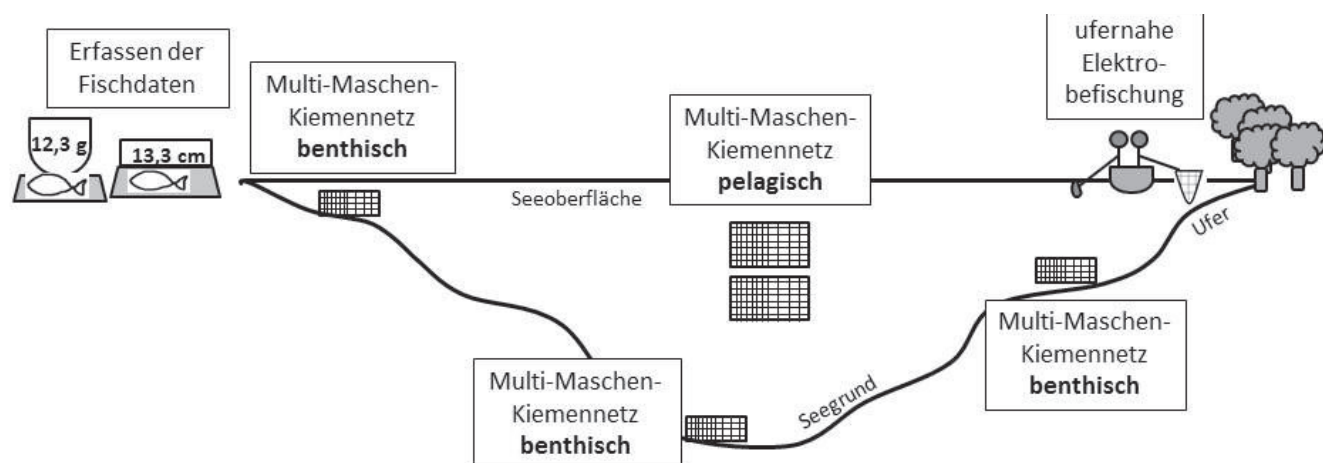 Erfassen der
Fischdaten
12,3 g
13,3 cm
Multi-Maschen-
Kiemennetz
benthisch
Seeoberfläche
Multi-Maschen-
Kiemennetz
pelagisch
ufernahe
Elektro-
befischung
Ufer
Multi-Maschen-
Kiemennetz
benthisch
Seegrund
Multi-Maschen-
Kiemennetz
benthisch